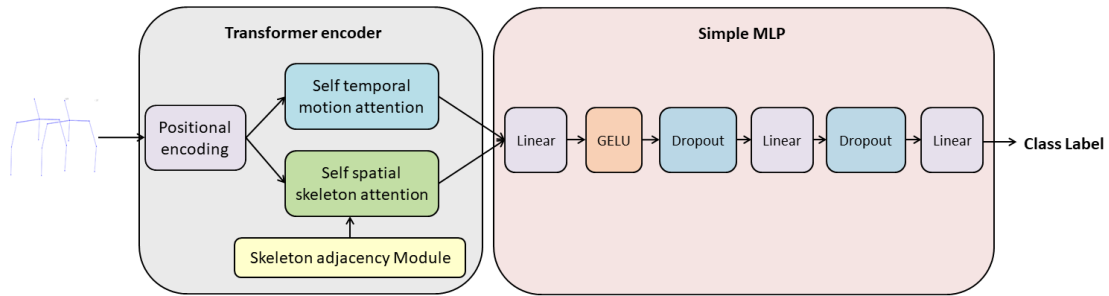 Transformer encoder
Simple MLP
Positional
encoding
Self temporal
motion attention
Self spatial
skeleton attention
Skeleton adjacency Module
Linear
GELU
Dropout
Linear
Dropout
Linear
Class Label